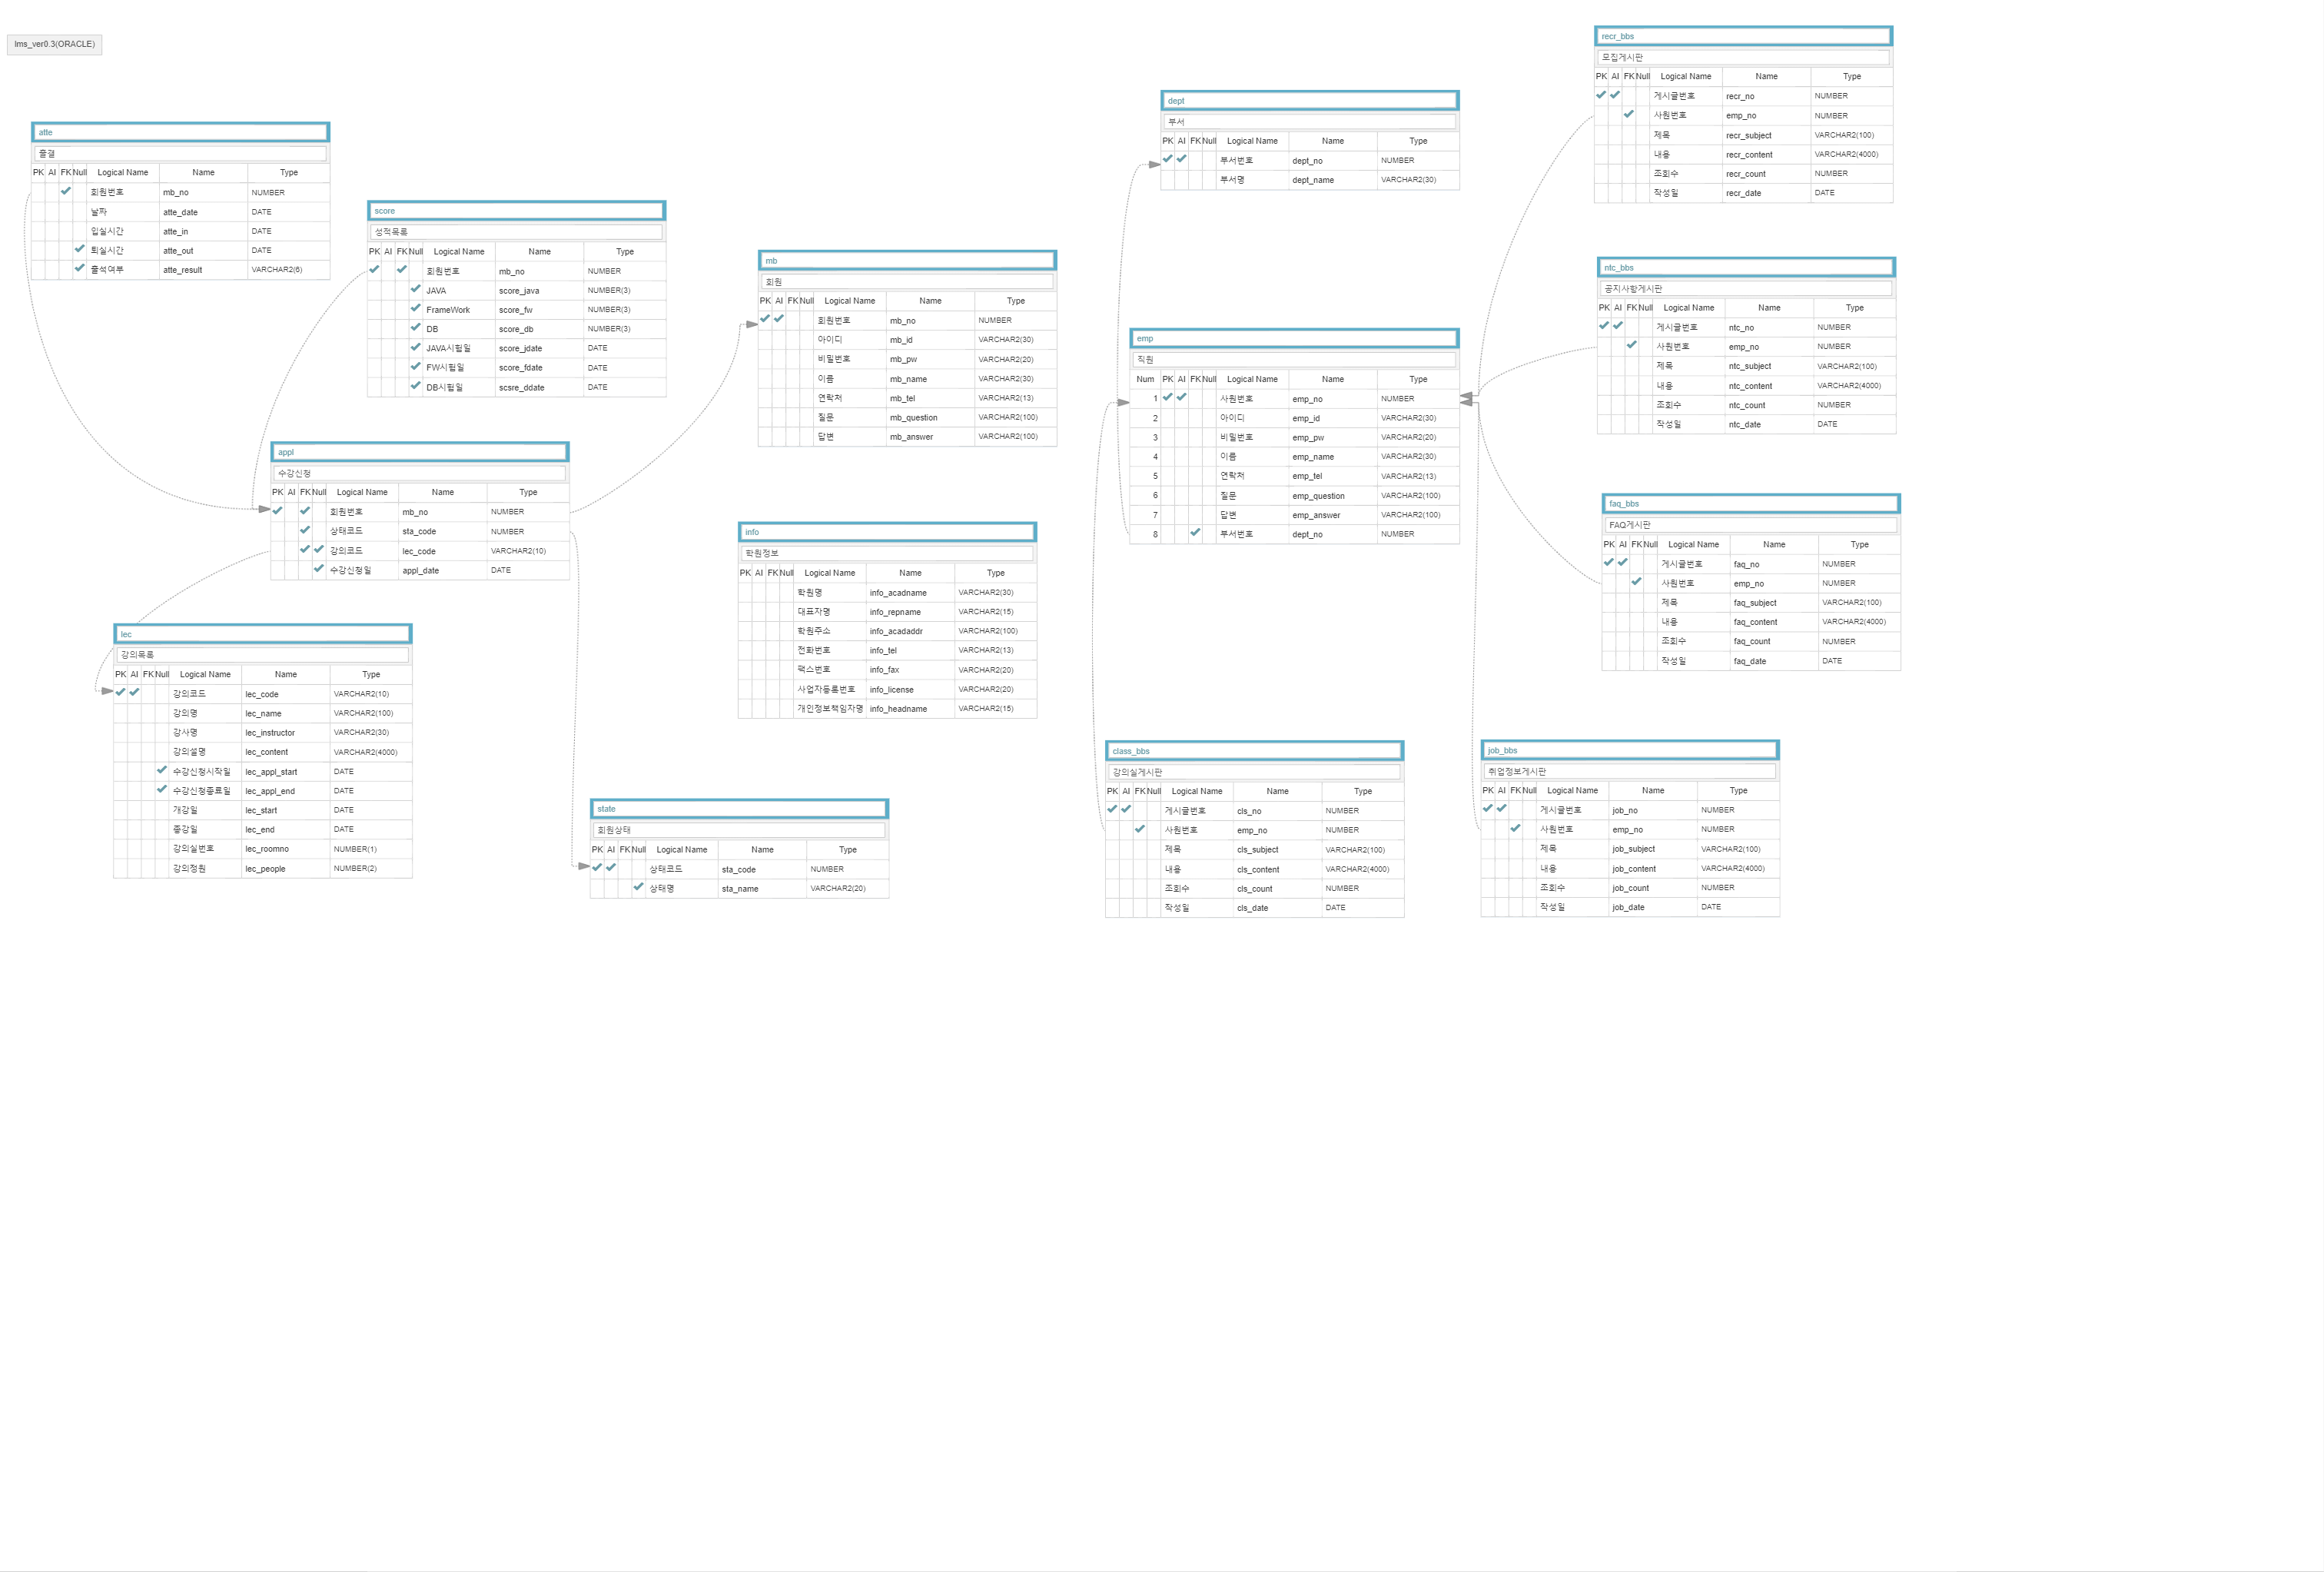 lms_ver0.3(ORACLE)
atte
출결
PK AI FK Null Logical Name Name Type
회원번호 mb_no NUMBER
날짜 atte_date DATE
입실시간 atte_in DATE
퇴실시간 atte_out DATE
출석여부 atte_result VARCHAR2(6)
score
성적목록
PK AI FK Null Logical Name Name Type
회원번호 mb_no NUMBER
JAVA score_java NUMBER(3)
FrameWork score_fw NUMBER(3)
DB score_db NUMBER(3)
JAVA시험일 score_jdate DATE
FW시험일 score_fdate DATE
DB시험일 scsre_ddate DATE
appl
수강신청
PK AI FK Null Logical Name Name Type
회원번호 mb_no NUMBER
상태코드 sta_code NUMBER
강의코드 lec_code VARCHAR2(10)
수강신청일 appl_date DATE
lec
강의목록
PK AI FK Null Logical Name Name Type
강의코드 lec_code VARCHAR2(10)
강의명 lec_name VARCHAR2(100)
강사명 lec_instructor VARCHAR2(30)
강의설명 lec_content VARCHAR2(4000)
수강신청시작일 lec_appl_start DATE
수강신청종료일 lec_appl_end DATE
개강일 lec_start DATE
종강일 lec_end DATE
강의실번호 lec_roomno NUMBER(1)
강의정원 lec_people NUMBER(2)
mb
회원
PK AI FK Null Logical Name Name Type
회원번호 mb_no NUMBER
아이디 mb_id VARCHAR2(30)
비밀번호 mb_pw VARCHAR2(20)
이름 mb_name VARCHAR2(30)
연락처 mb_tel VARCHAR2(13)
질문 mb_question VARCHAR2(100)
답변 mb_answer VARCHAR2(100)
info
학원정보
PK AI FK Null Logical Name Name Type
학원명 info_acadname VARCHAR2(30)
대표자명 info_repname VARCHAR2(15)
학원주소 info_acadaddr VARCHAR2(100)
전화번호 info_tel VARCHAR2(13)
팩스번호 info_fax VARCHAR2(20)
사업자등록번호 info_license VARCHAR2(20)
개인정보책임자명 info_headname VARCHAR2(15)
state
회원상태
PK AI FK Null Logical Name Name Type
상태코드 sta_code NUMBER
상태명 sta_name VARCHAR2(20)
dept
부서
PK AI FK Null Logical Name Name Type
부서번호 dept_no NUMBER
부서명 dept_name VARCHAR2(30)
emp
직원
Num PK AI FK Null Logical Name Name Type
1 사원번호 emp_no NUMBER
2 아이디 emp_id VARCHAR2(30)
3 비밀번호 emp_pw VARCHAR2(20)
4 이름 emp_name VARCHAR2(30)
5 연락처 emp_tel VARCHAR2(13)
6 질문 emp_question VARCHAR2(100)
7 답변 emp_answer VARCHAR2(100)
8 부서번호 dept_no NUMBER
class_bbs
강의실게시판
PK AI FK Null Logical Name Name Type
게시글번호 cls_no NUMBER
사원번호 emp_no NUMBER
제목 cls_subject VARCHAR2(100)
내용 cls_content VARCHAR2(4000)
조회수 cls_count NUMBER
작성일 cls_date DATE
recr_bbs
모집게시판
PK AI FK Null Logical Name Name Type
게시글번호 recr_no NUMBER
사원번호 emp_no NUMBER
제목 recr_subject VARCHAR2(100)
내용 recr_content VARCHAR2(4000)
조회수 recr_count NUMBER
작성일 recr_date DATE
ntc_bbs
공지사항게시판
PK AI FK Null Logical Name Name Type
게시글번호 ntc_no NUMBER
사원번호 emp_no NUMBER
제목 ntc_subject VARCHAR2(100)
내용 ntc_content VARCHAR2(4000)
조회수 ntc_count NUMBER
작성일 ntc_date DATE
faq_bbs
FAQ게시판
PK AI FK Null Logical Name Name Type
게시글번호 faq_no NUMBER
사원번호 emp_no NUMBER
제목 faq_subject VARCHAR2(100)
내용 faq_content VARCHAR2(4000)
조회수 faq_count NUMBER
작성일 faq_date DATE
job_bbs
취업정보게시판
PK AI FK Null Logical Name Name Type
게시글번호 job_no NUMBER
사원번호 emp_no NUMBER
제목 job_subject VARCHAR2(100)
내용 job_content VARCHAR2(4000)
조회수 job_count NUMBER
작성일 job_date DATE